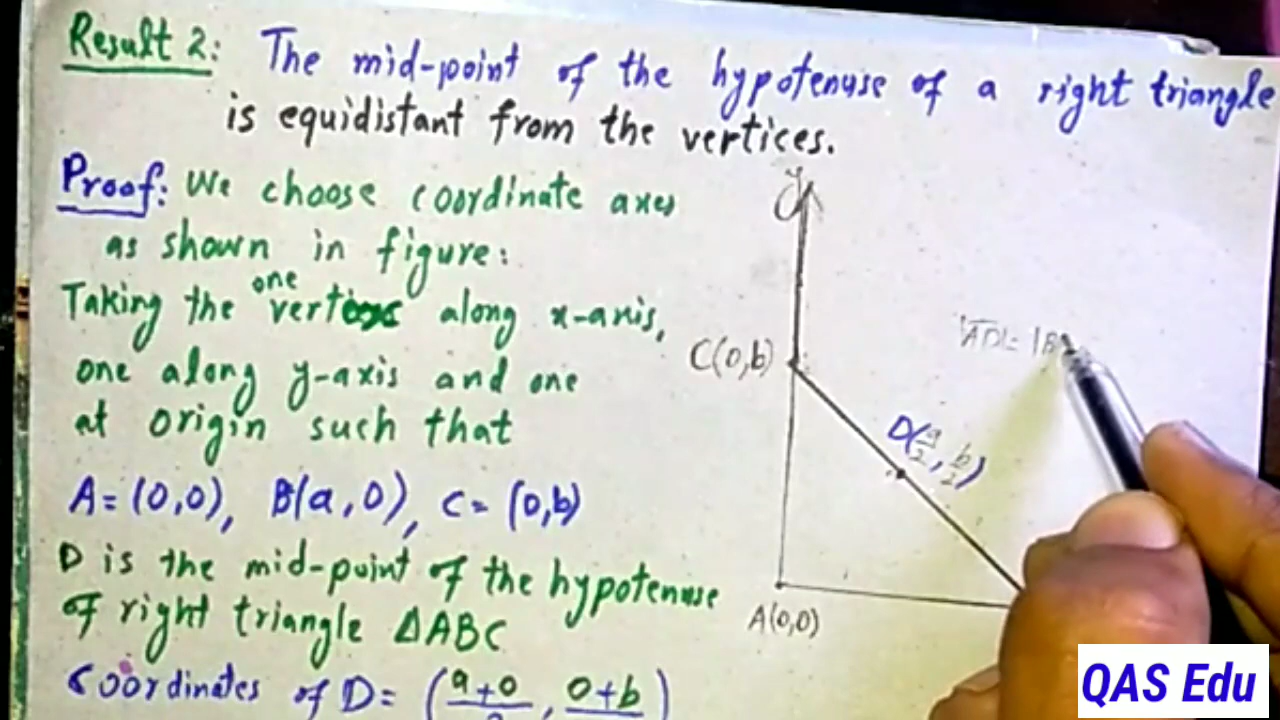 Result 2: The mid-point of the hypotenuse of a right triangle
is equidistant from the vertices.
Proof: We choose coordinate axes
as shown in figure:
Taking the one vertex along x-axis,
one along y-axis and one
at origin such that
A = (0,0), B(a,0), C = (0,b)
D is the mid-point of the hypotenuse
of right triangle ΔABC
Coordinates of D = (a+0/2, 0+b
y
C(0,b)
|AD| = |B
D(a/2, b/2)
A(0,0)
QAS Edu